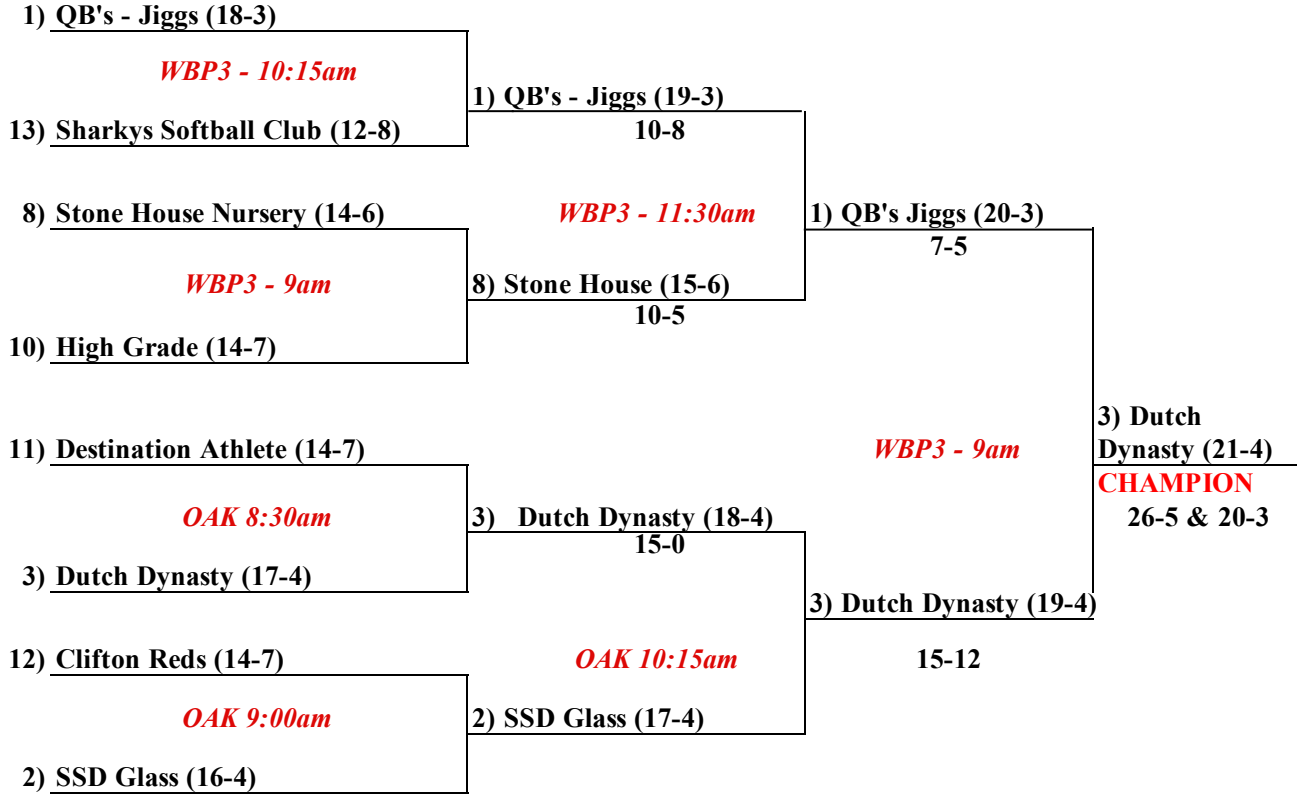 1) QB's - Jiggs (18-3)
WBP3 - 10:15am
1) QB's - Jiggs (19-3)
13) Sharkys Softball Club (12-8)
10-8
8) Stone House Nursery (14-6)
WBP3 - 11:30am
1) QB's Jiggs (20-3)
7-5
WBP3 - 9am
8) Stone House (15-6)
10-5
10) High Grade (14-7)
3) Dutch
Dynasty (21-4)
11) Destination Athlete (14-7)
WBP3 - 9am
CHAMPION
26-5 & 20-3
OAK 8:30am
3) Dutch Dynasty (18-4)
15-0
3) Dutch Dynasty (17-4)
3) Dutch Dynasty (19-4)
12) Clifton Reds (14-7)
OAK 10:15am
15-12
OAK 9:00am
2) SSD Glass (17-4)
2) SSD Glass (16-4)